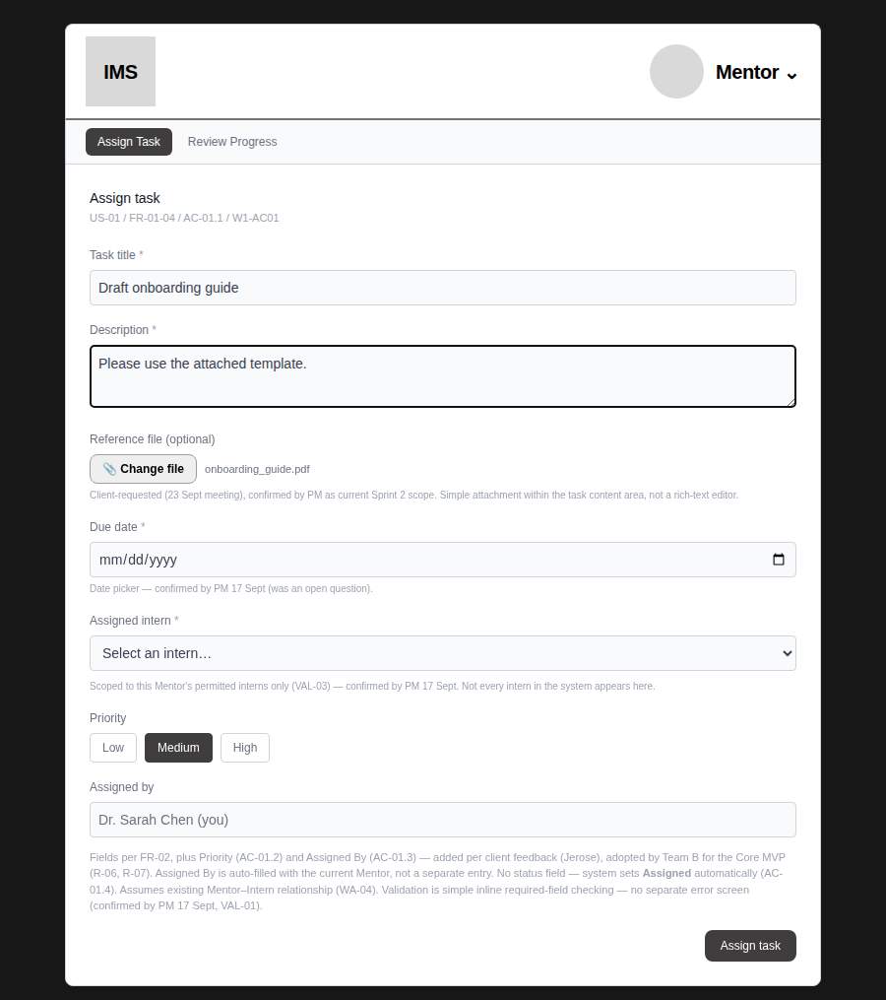 IMS
Mentor
Assign Task
Review Progress
Assign task
US-01 / FR-01-04 / AC-01.1 / W1-AC01
Task title *
Draft onboarding guide
Description *
Please use the attached template.
Reference file (optional)
📎 Change file
onboarding_guide.pdf
Client-requested (23 Sept meeting), confirmed by PM as current Sprint 2 scope. Simple attachment within the task content area, not a rich-text editor.
Due date *
mm/dd/yyyy
Date picker — confirmed by PM 17 Sept (was an open question).
Assigned intern *
Select an intern…
Scoped to this Mentor's permitted interns only (VAL-03) — confirmed by PM 17 Sept. Not every intern in the system appears here.
Priority
Low
Medium
High
Assigned by
Dr. Sarah Chen (you)
Fields per FR-02, plus Priority (AC-01.2) and Assigned By (AC-01.3) — added per client feedback (Jerose), adopted by Team B for the Core MVP
(R-06, R-07). Assigned By is auto-filled with the current Mentor, not a separate entry. No status field — system sets Assigned automatically (AC-
01.4). Assumes existing Mentor–Intern relationship (WA-04). Validation is simple inline required-field checking — no separate error screen
(confirmed by PM 17 Sept, VAL-01).
Assign task